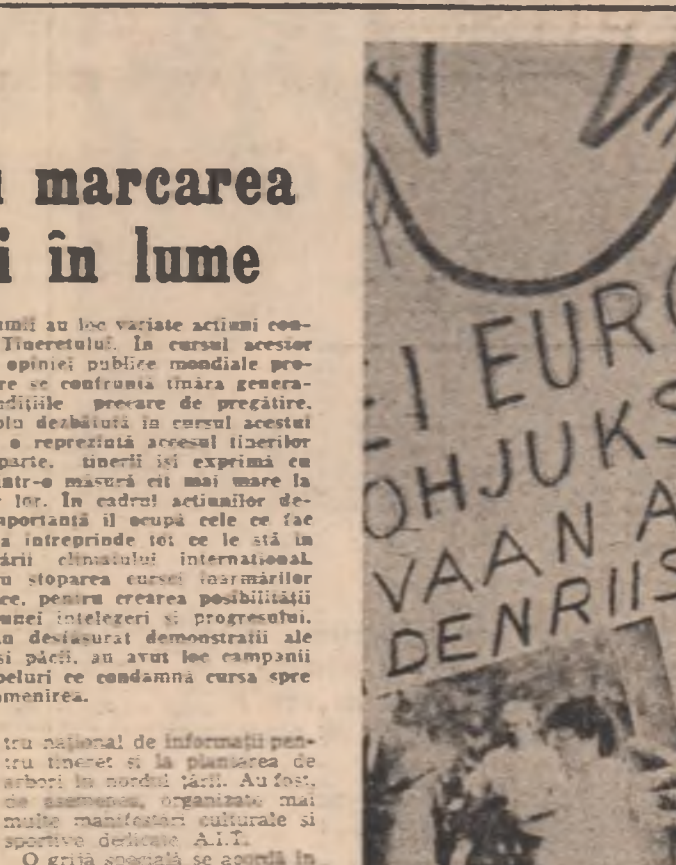 marcarea
i în lume
au loc variate acțiuni con-
Tineretului. În cursul acestor
opiniei publice mondiale pro-
re se confruntă tînăra genera-
dițiile precare de pregătire.
dezbătută în cursul acestui
o reprezintă accesul tinerilor
parte, tinerii își exprimă cu
ntr-o măsură cît mai mare la
lor. În cadrul acțiunilor de-
mportantă îl ocupă cele ce fac
a întreprinde tot ce le stă în
ării climatului internațional.
u stoparea cursei înarmărilor
ce, pentru crearea posibilității
unei înțelegeri și progresului.
desfășurat demonstrații ale
și păcii, au avut loc campanii
peluri ce condamnă cursa spre
omenirea.
tru național de informații pen-
tru tineret și la plantarea de
arbori în nordul țării. Au fost,
de asemenea, organizate mai
multe manifestări culturale și
sportive dedicate A.I.T.
O grijă specială se acordă în
EI EURO
OHJUKS
VAAN A
DENRIIS